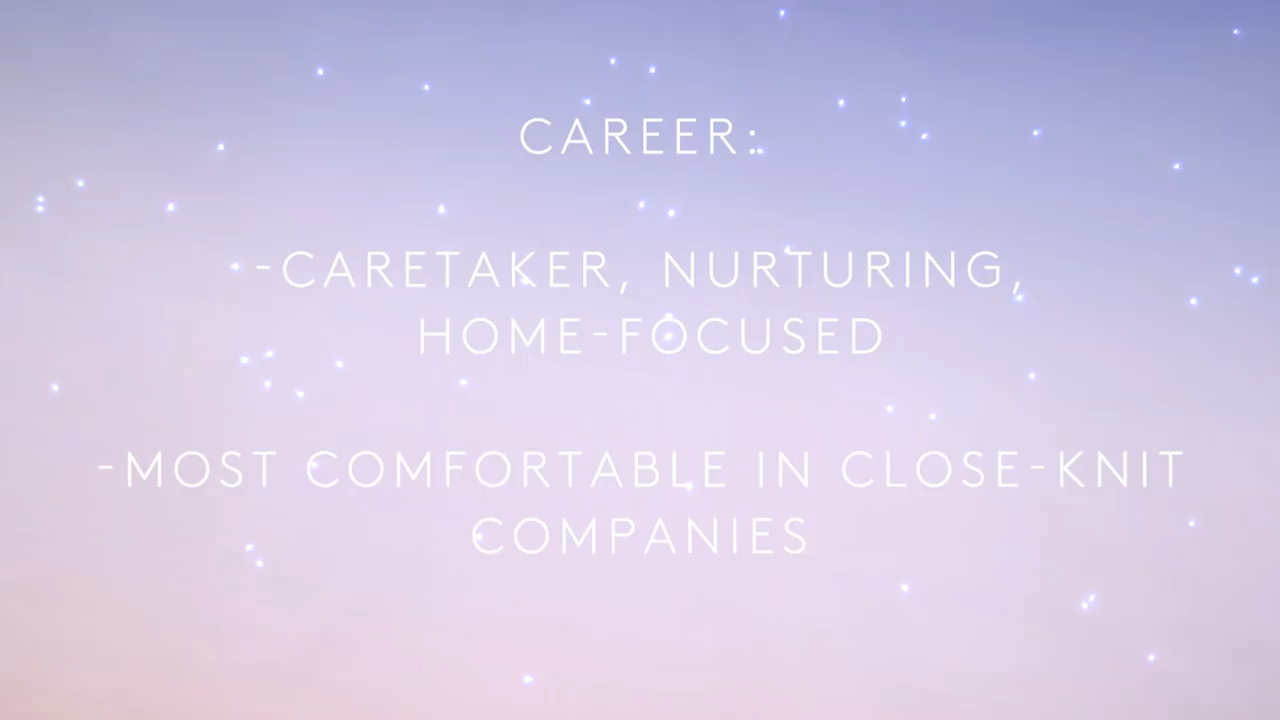 CAREER:
-CARETAKER, NURTURING,
HOME-FOCUSED
-MOST COMFORTABLE IN CLOSE-KNIT
COMPANIES